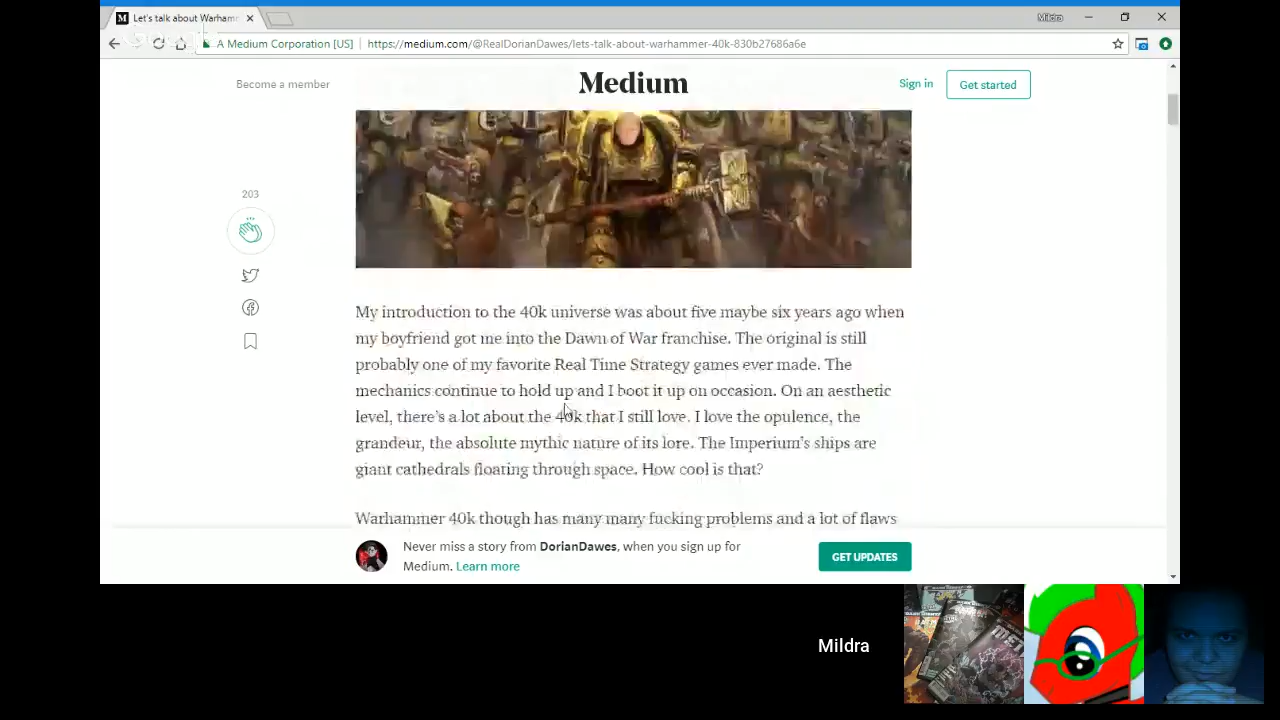 Let's talk about Warhamm
Mildra
A Medium Corporation [US]
https://medium.com/@RealDorianDawes/lets-talk-about-warhammer-40k-830b27686a6e
Become a member
Medium
Sign in
Get started
203
My introduction to the 40k universe was about five maybe six years ago when
my boyfriend got me into the Dawn of War franchise. The original is still
probably one of my favorite Real Time Strategy games ever made. The
mechanics continue to hold up and I boot it up on occasion. On an aesthetic
level, there's a lot about the 40k that I still love. I love the opulence, the
grandeur, the absolute mythic nature of its lore. The Imperium's ships are
giant cathedrals floating through space. How cool is that?
Warhammer 40k though has many many fucking problems and a lot of flaws
Never miss a story from DorianDawes, when you sign up for
Medium. Learn more
GET UPDATES
Mildra